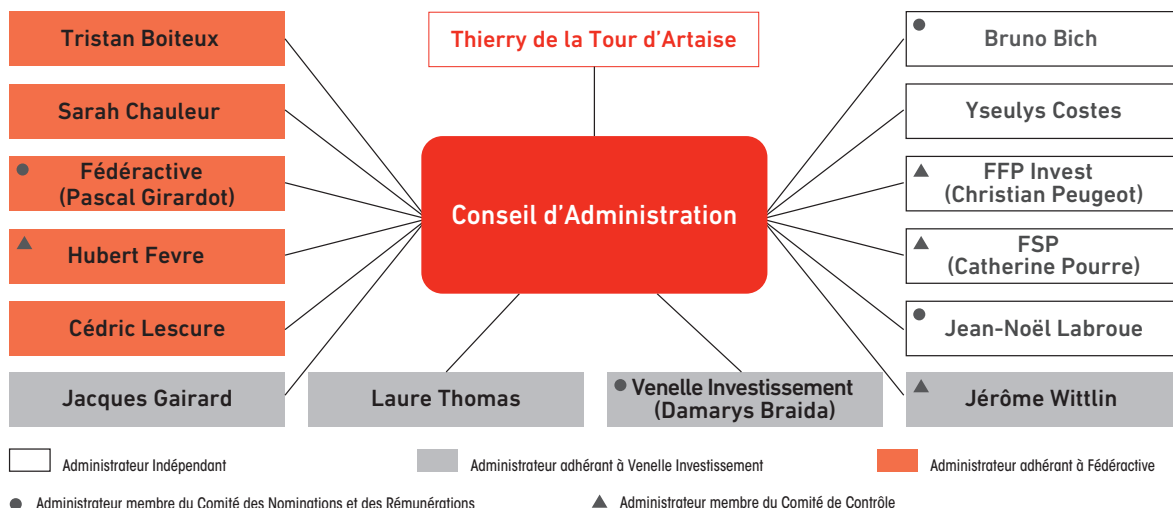 Thierry de la Tour d'Artaise
Tristan Boiteux
Sarah Chauleur
Fédéractive
(Pascal Girardot)
Hubert Fevre
Cédric Lescure
Jacques Gairard
Conseil d'Administration
Laure Thomas
Venelle Investissement
(Damarys Braida)
Bruno Bich
Yseulys Costes
FFP Invest
(Christian Peugeot)
FSP
(Catherine Pourre)
Jean-Noël Labroue
Jérôme Wittlin
Administrateur Indépendant
Administrateur adhérant à Venelle Investissement
Administrateur adhérant à Fédéractive
Administrateur membre du Comité des Nominations et des Rémunérations
Administrateur membre du Comité de Contrôle